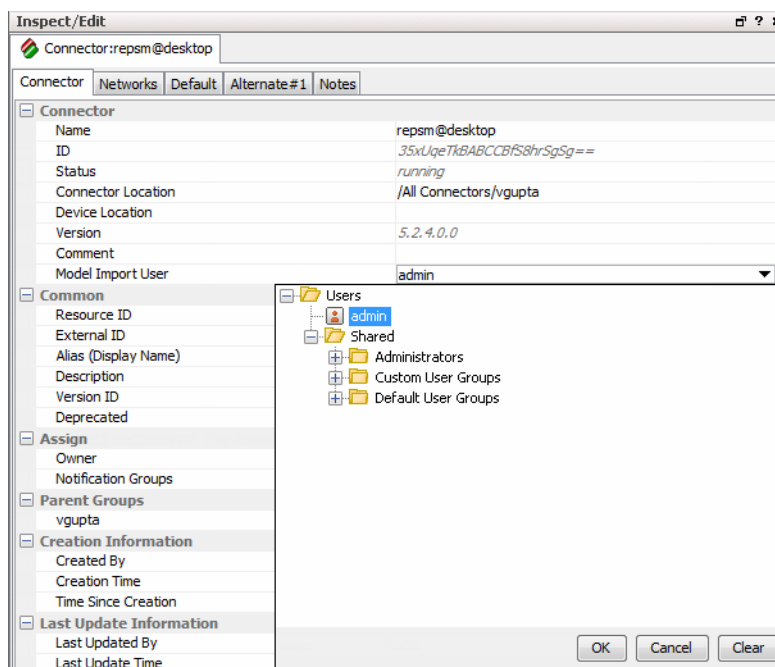 Inspect/Edit ?
Connector:repsm@desktop
Connector Networks Default Alternate#1 Notes
Connector
Name repsm@desktop
ID 35xUqeTkBABCCBfS8hrSgSg==
Status running
Connector Location /All Connectors/vgupta
Device Location
Version 5.2.4.0.0
Comment
Model Import User admin
Common Users
Resource ID admin
External ID Shared
Alias (Display Name) Administrators
Description Custom User Groups
Version ID Default User Groups
Deprecated
Assign
Owner
Notification Groups
Parent Groups
vgupta
Creation Information
Created By
Creation Time
Time Since Creation
Last Update Information
Last Updated By OK Cancel Clear
Last Update Time